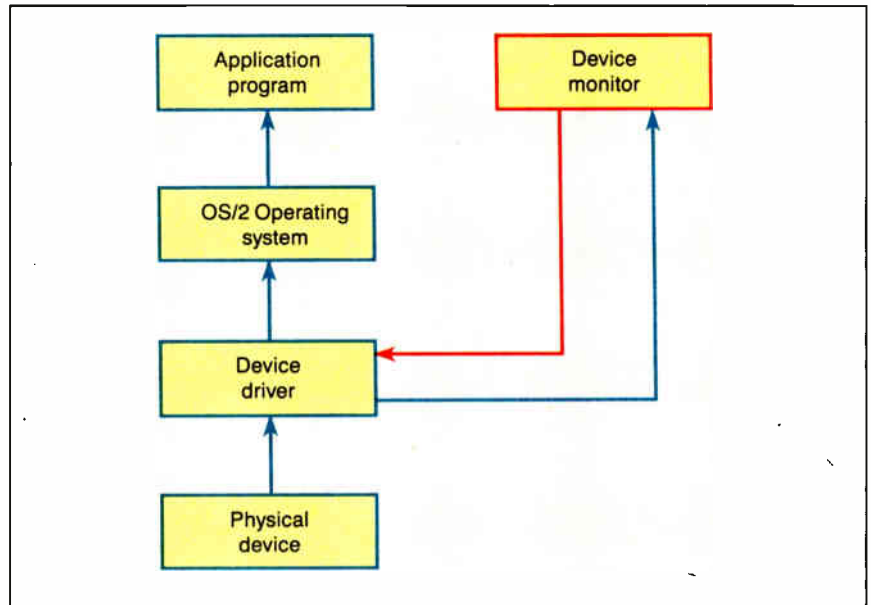 Application
program
Device
monitor
OS/2 Operating
system
Device
driver
Physical
device